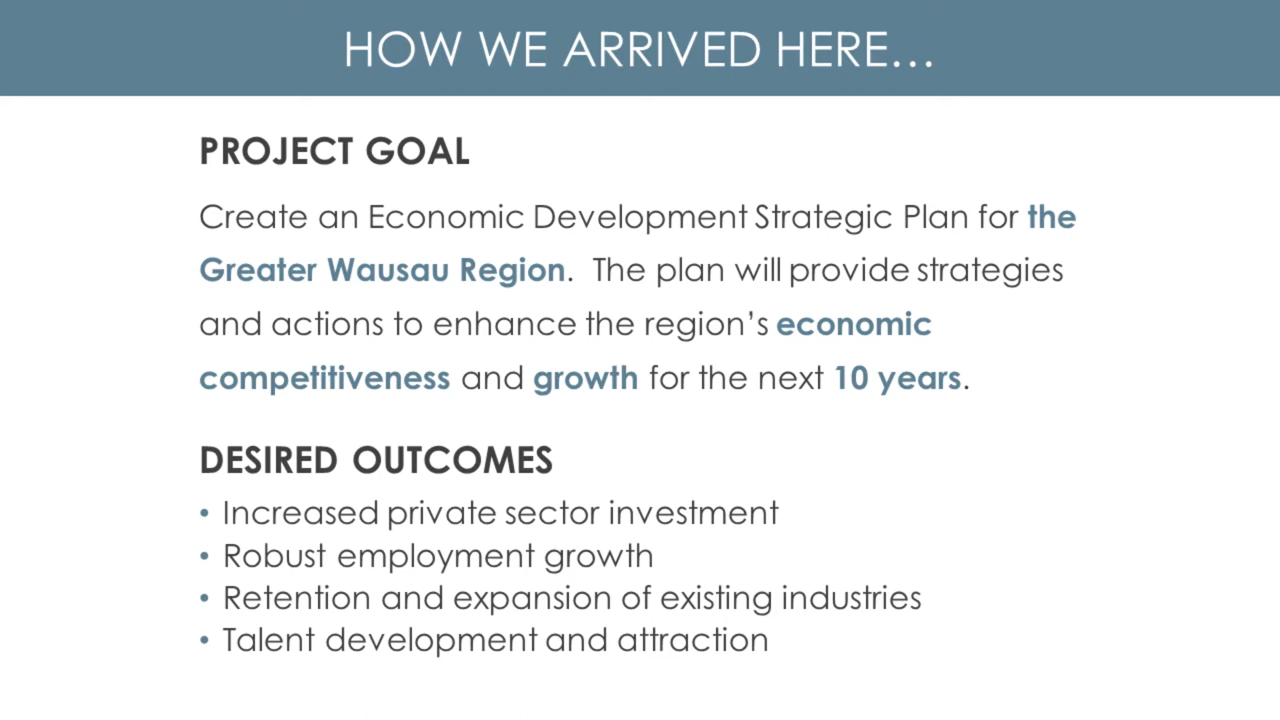 HOW WE ARRIVED HERE…
PROJECT GOAL
Create an Economic Development Strategic Plan for the
Greater Wausau Region. The plan will provide strategies
and actions to enhance the region’s economic
competitiveness and growth for the next 10 years.
DESIRED OUTCOMES
• Increased private sector investment
• Robust employment growth
• Retention and expansion of existing industries
• Talent development and attraction